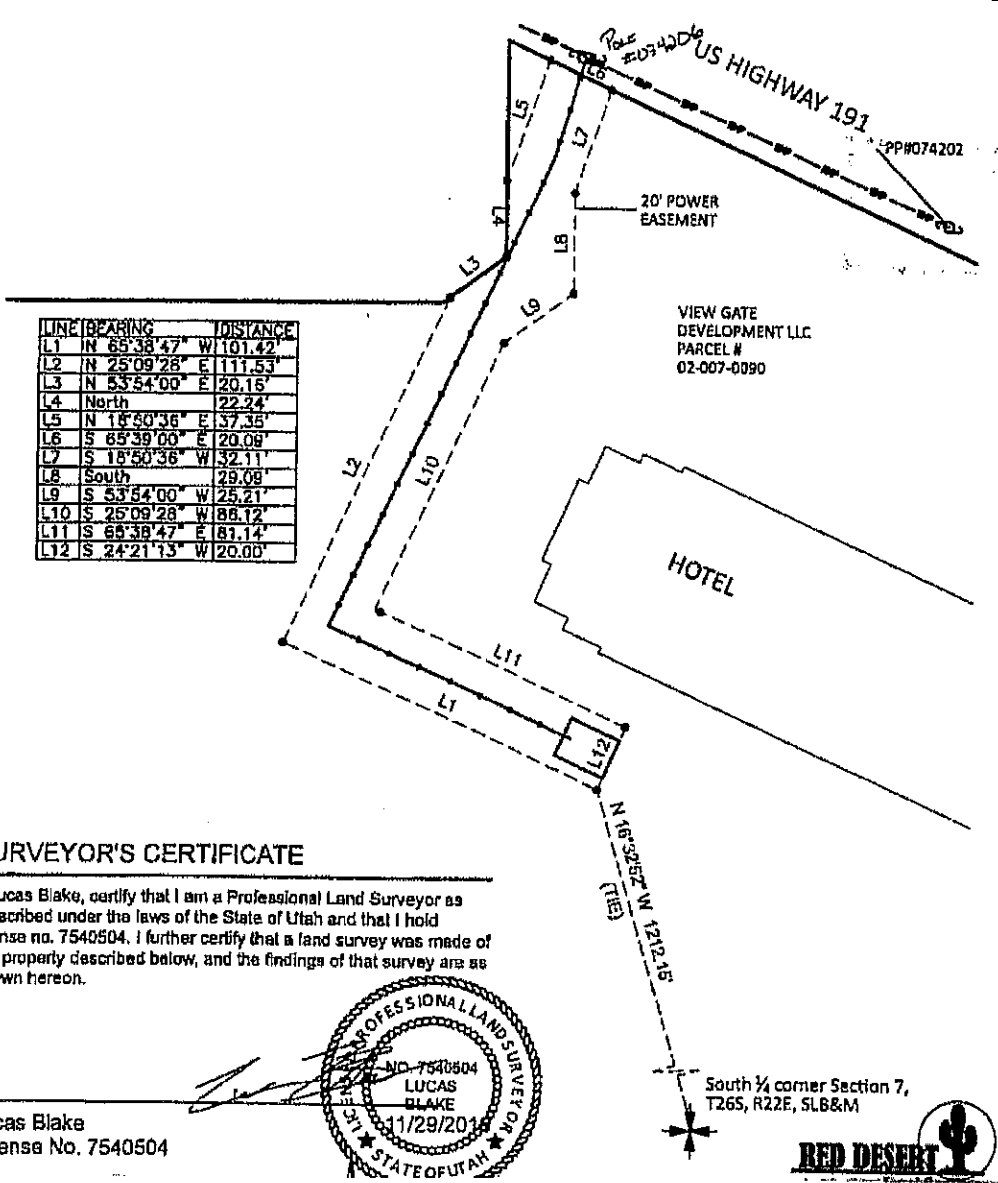 Pole
#074206
US HIGHWAY 191
PP#074202
L6
L5
L7
20' POWER
EASEMENT
L4
L8
L3
L9
VIEW GATE
DEVELOPMENT LLC
PARCEL #
02-007-0090
LINE BEARING DISTANCE
L1 N 65°38'47" W 101.42'
L2 N 25°09'28" E 111.53'
L3 N 53°54'00" E 20.15'
L4 North 22.24'
L5 N 18°50'36" E 37.35'
L6 S 65°39'00" E 20.09'
L7 S 18°50'36" W 32.11'
L8 South 29.09'
L9 S 53°54'00" W 25.21'
L10 S 25°09'28" W 86.12'
L11 S 65°38'47" E 81.14'
L12 S 24°21'13" W 20.00'
L2
L10
HOTEL
L11
L1
L12
N 16°32'52" W 1212.15'
(TIE)
URVEYOR'S CERTIFICATE
ucas Blake, certify that I am a Professional Land Surveyor as
scribed under the laws of the State of Utah and that I hold
nse no. 7540504. I further certify that a land survey was made of
property described below, and the findings of that survey are as
wn hereon.
PROFESSIONAL LAND SURVEYOR
NO. 7540504
LUCAS
BLAKE
11/29/201
STATE OF UTAH
cas Blake
ense No. 7540504
South ¼ corner Section 7,
T26S, R22E, SLB&M
RED DESERT